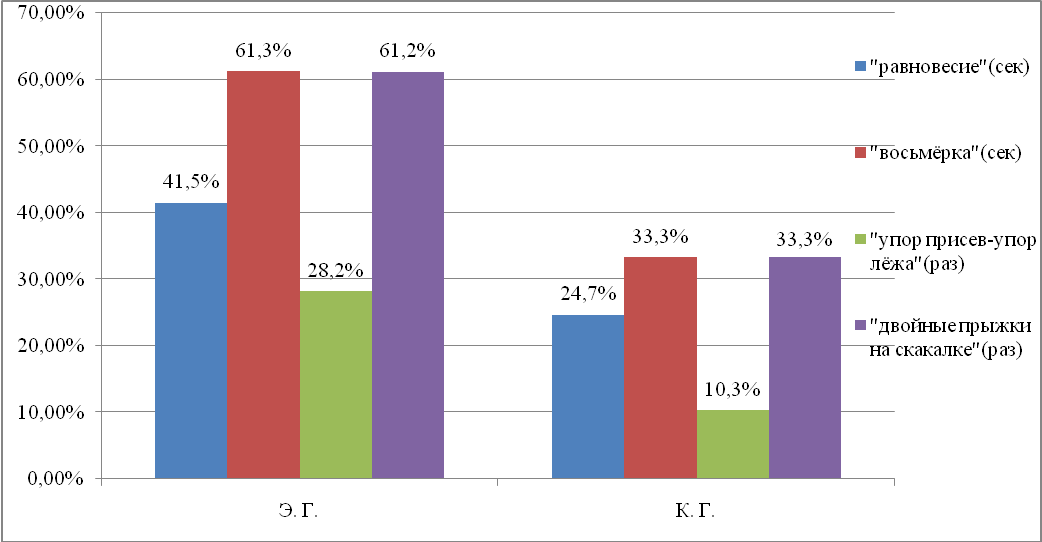 70,00%
60,00%
50,00%
40,00%
30,00%
20,00%
10,00%
0,00%
41,5%
61,3%
28,2%
61,2%
24,7%
33,3%
10,3%
33,3%
Э. Г.
К. Г.
"равновесие"(сек)
"восьмёрка"(сек)
"упор присев-упор
лёжа"(раз)
"двойные прыжки
на скакалке"(раз)